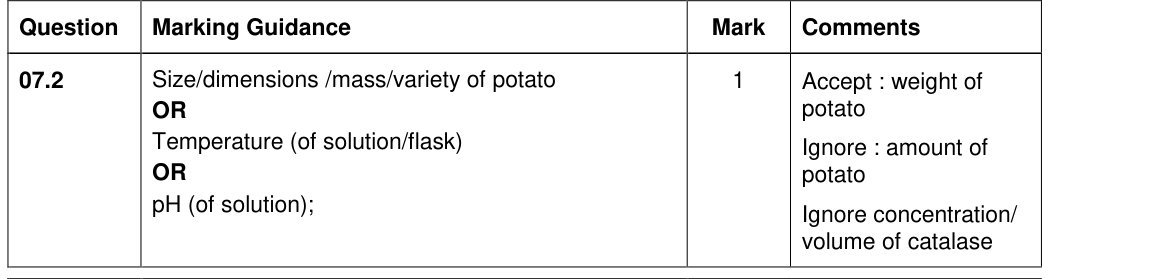 Question Marking Guidance Mark Comments
07.2 Size/dimensions /mass/variety of potato 1 Accept : weight of
potato
OR
Temperature (of solution/flask) Ignore : amount of
potato
OR
pH (of solution); Ignore concentration/
volume of catalase